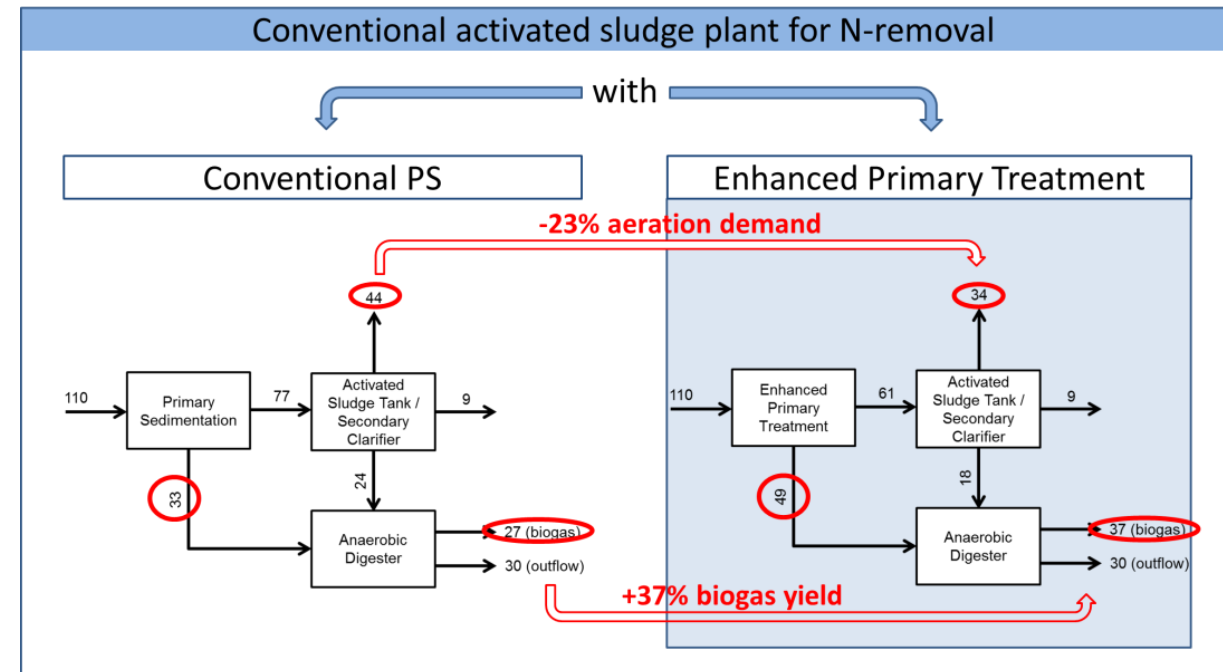 Conventional activated sludge plant for N-removal
with
Conventional PS
Enhanced Primary Treatment
-23% aeration demand
44
110
Primary
Sedimentation
77
Activated
Sludge Tank /
Secondary
Clarifier
9
33
24
Anaerobic
Digester
27 (biogas)
30 (outflow)
34
110
Enhanced
Primary
Treatment
61
Activated
Sludge Tank /
Secondary
Clarifier
9
49
18
Anaerobic
Digester
37 (biogas)
30 (outflow)
+37% biogas yield